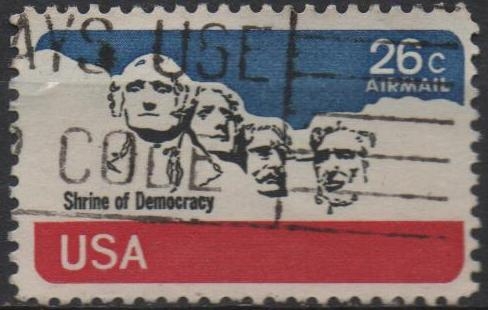 AYS USE
26c
AIRMAIL
CODE
Shrine of Democracy
USA